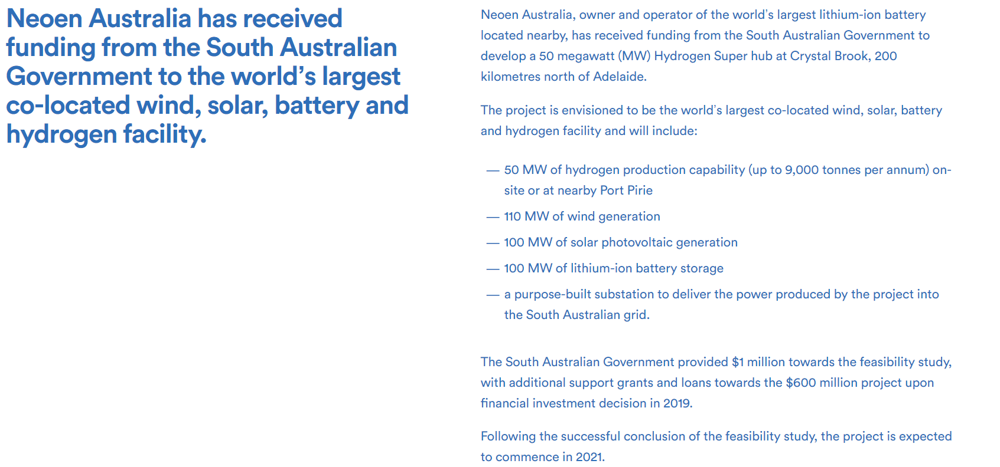 Neoen Australia has received
funding from the South Australian
Government to the world’s largest
co-located wind, solar, battery and
hydrogen facility.
Neoen Australia, owner and operator of the world’s largest lithium-ion battery
located nearby, has received funding from the South Australian Government to
develop a 50 megawatt (MW) Hydrogen Super hub at Crystal Brook, 200
kilometres north of Adelaide.
The project is envisioned to be the world’s largest co-located wind, solar, battery
and hydrogen facility and will include:
— 50 MW of hydrogen production capability (up to 9,000 tonnes per annum) on-
site or at nearby Port Pirie
— 110 MW of wind generation
— 100 MW of solar photovoltaic generation
— 100 MW of lithium-ion battery storage
— a purpose-built substation to deliver the power produced by the project into
the South Australian grid.
The South Australian Government provided $1 million towards the feasibility study,
with additional support grants and loans towards the $600 million project upon
financial investment decision in 2019.
Following the successful conclusion of the feasibility study, the project is expected
to commence in 2021.